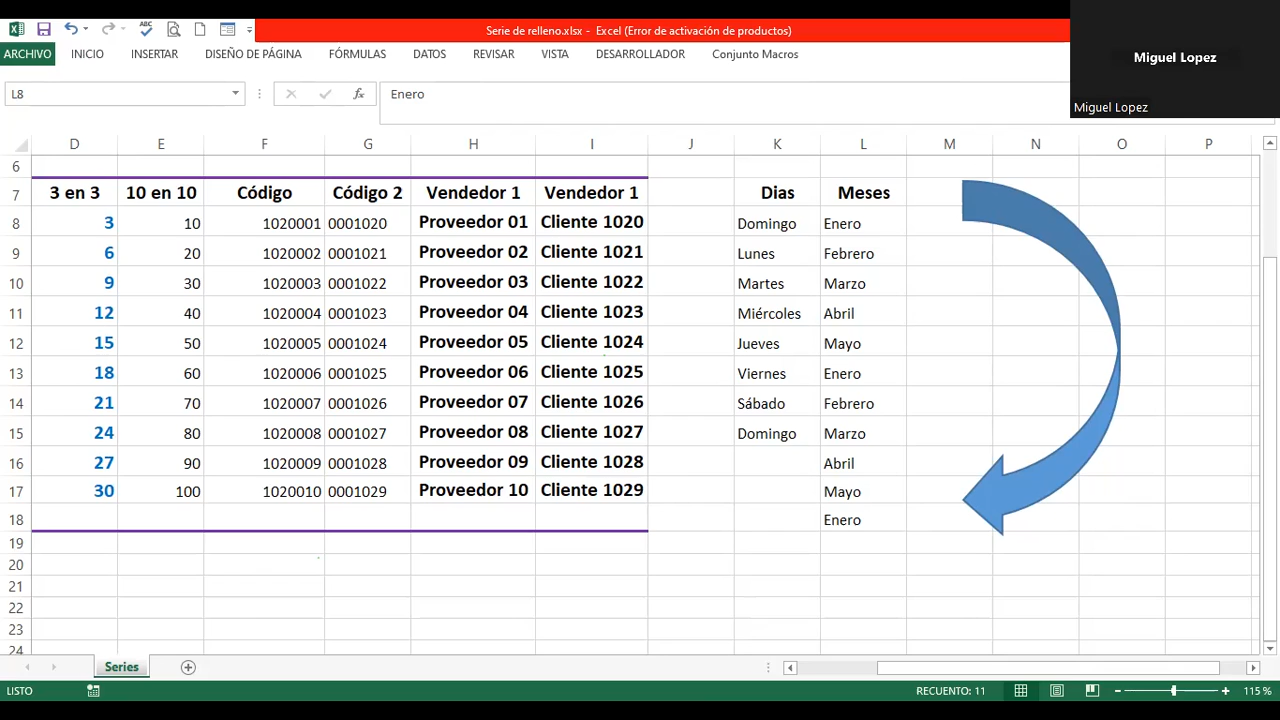 Serie de relleno.xlsx - Excel (Error de activación de productos)
Miguel Lopez
Miguel Lopez
ARCHIVO INICIO INSERTAR DISEÑO DE PÁGINA FÓRMULAS DATOS REVISAR VISTA DESARROLLADOR Conjunto Macros
L8 fx Enero
D E F G H I J K L M N O P
6
7 3 en 3 10 en 10 Código Código 2 Vendedor 1 Vendedor 1 Dias Meses
8 3 10 1020001 0001020 Proveedor 01 Cliente 1020 Domingo Enero
9 6 20 1020002 0001021 Proveedor 02 Cliente 1021 Lunes Febrero
10 9 30 1020003 0001022 Proveedor 03 Cliente 1022 Martes Marzo
11 12 40 1020004 0001023 Proveedor 04 Cliente 1023 Miércoles Abril
12 15 50 1020005 0001024 Proveedor 05 Cliente 1024 Jueves Mayo
13 18 60 1020006 0001025 Proveedor 06 Cliente 1025 Viernes Enero
14 21 70 1020007 0001026 Proveedor 07 Cliente 1026 Sábado Febrero
15 24 80 1020008 0001027 Proveedor 08 Cliente 1027 Domingo Marzo
16 27 90 1020009 0001028 Proveedor 09 Cliente 1028 Abril
17 30 100 1020010 0001029 Proveedor 10 Cliente 1029 Mayo
18 Enero
19
20
21
22
23
24
Series
LISTO RECUENTO: 11 115 %